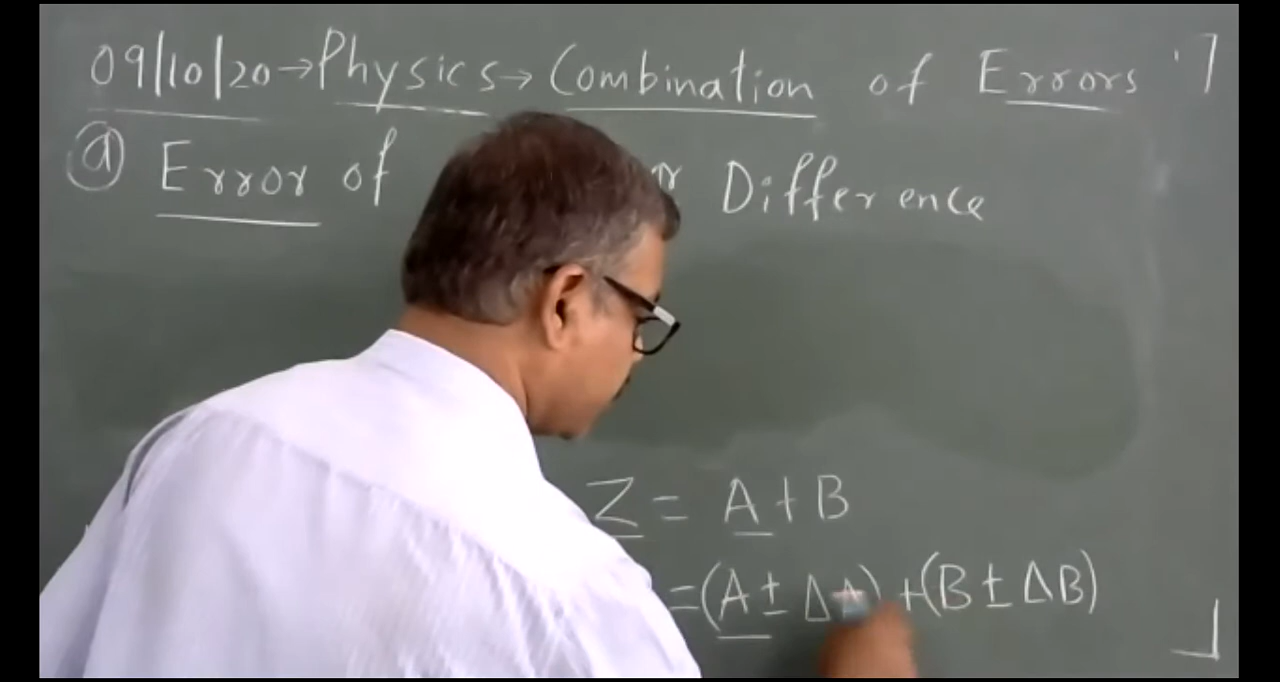 09/10/20→Physics→Combination of Errors
ⓐ Error of Difference
Z = A + B
=(A ± ΔA) +(B ± ΔB)